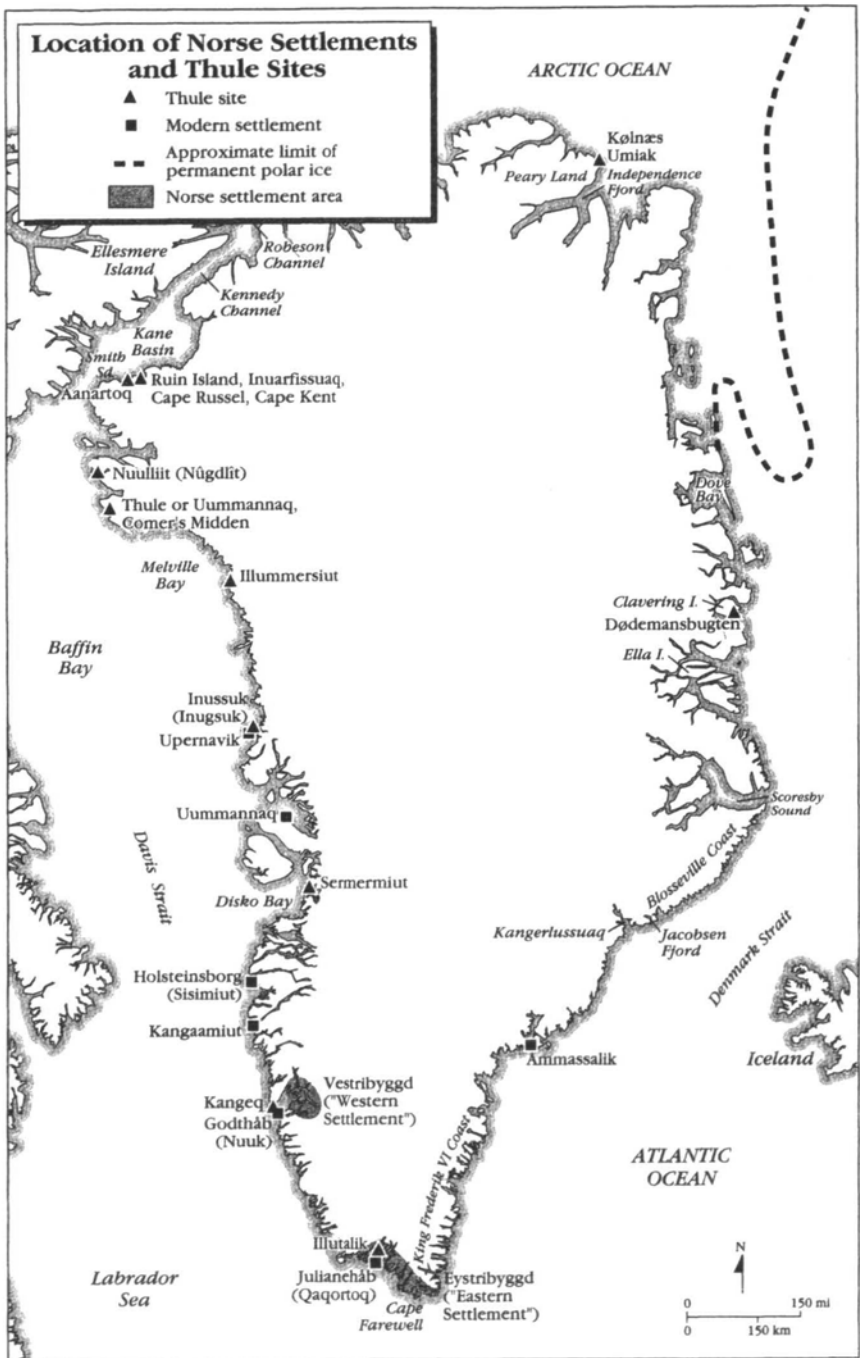 Location of Norse Settlements
and Thule Sites
Thule site
Modern settlement
Approximate limit of
permanent polar ice
Norse settlement area
ARCTIC OCEAN
Kølnæs
Umiak
Peary Land
Independence
Fjord
Ellesmere
Island
Robeson
Channel
Kennedy
Channel
Kane
Basin
Smith
Sd.
Aanartoq
Ruin Island, Inuarfissuaq,
Cape Russel, Cape Kent
Nuulliit (Nûgdlît)
Dove
Bay
Thule or Uummannaq,
Comer's Midden
Melville
Bay
Illummersiut
Clavering I.
Dødemansbugten
Ella I.
Baffin
Bay
Inussuk
(Inugsuk)
Upernavik
Uummannaq
Scoresby
Sound
Davis Strait
Blosseville Coast
Sermermiut
Disko Bay
Kangerlussuaq
Jacobsen
Fjord
Denmark Strait
Holsteinsborg
(Sisimiut)
Kangaamiut
Ammassalik
Iceland
Vestribyggd
("Western
Settlement")
Kangeq
Godthåb
(Nuuk)
King Frederik VI Coast
ATLANTIC
OCEAN
Illutalik
Julianehåb
(Qaqortoq)
Eystribyggd
("Eastern
Settlement")
Cape
Farewell
Labrador
Sea
N
0 150 mi
0 150 km